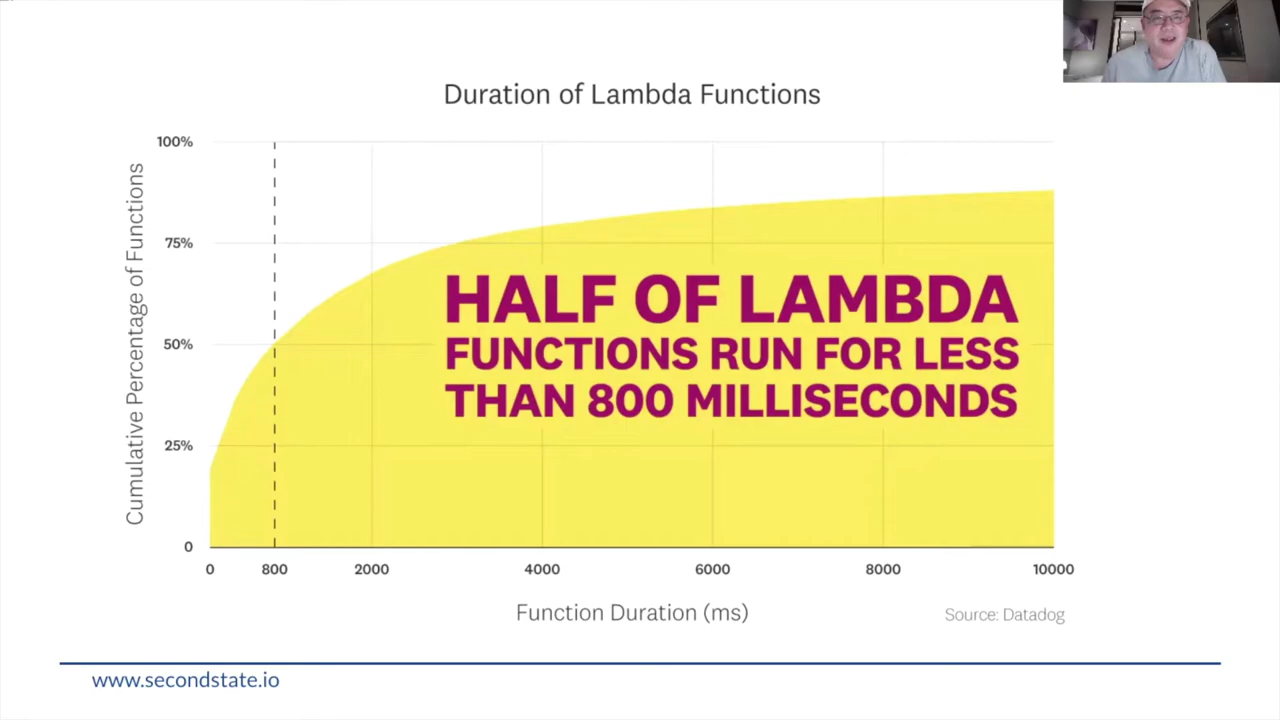 Duration of Lambda Functions
100%
75%
50%
25%
0
Cumulative Percentage of Functions
HALF OF LAMBDA
FUNCTIONS RUN FOR LESS
THAN 800 MILLISECONDS
0 800 2000 4000 6000 8000 10000
Function Duration (ms)
Source: Datadog
www.secondstate.io